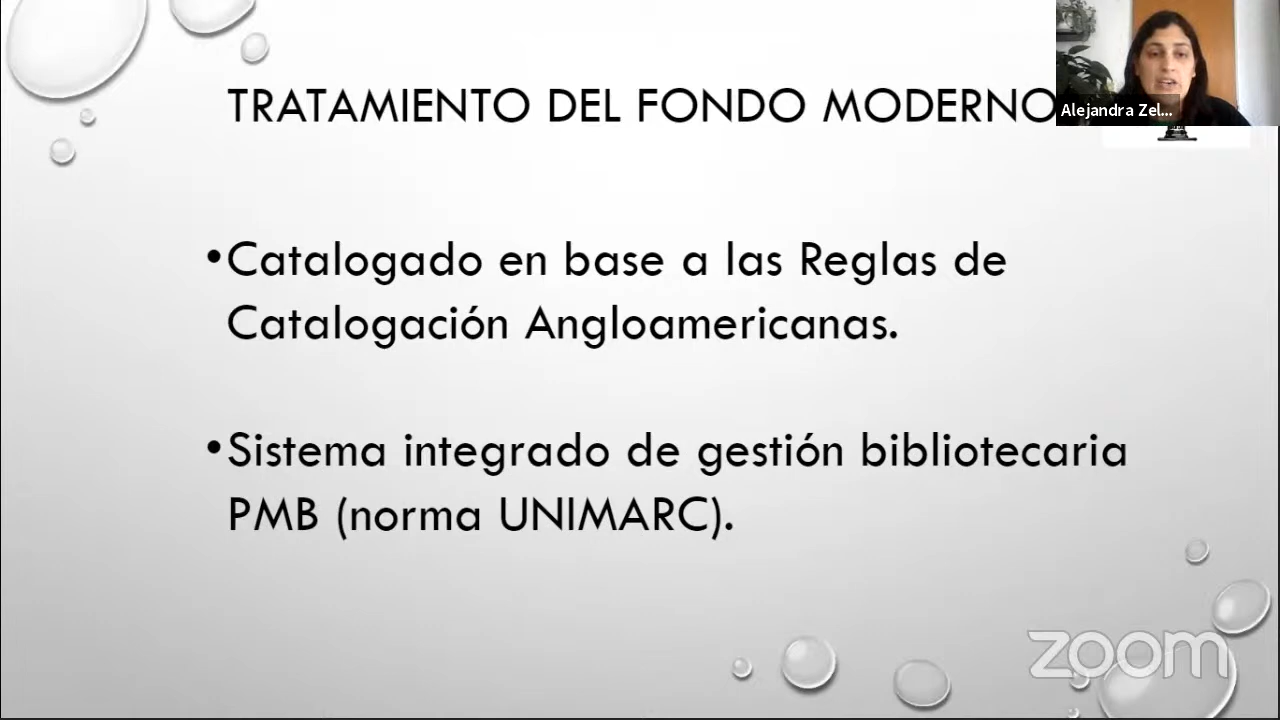 TRATAMIENTO DEL FONDO MODERNO
Alejandra Zel...
•Catalogado en base a las Reglas de
Catalogación Angloamericanas.
•Sistema integrado de gestión bibliotecaria
PMB (norma UNIMARC).
zoom